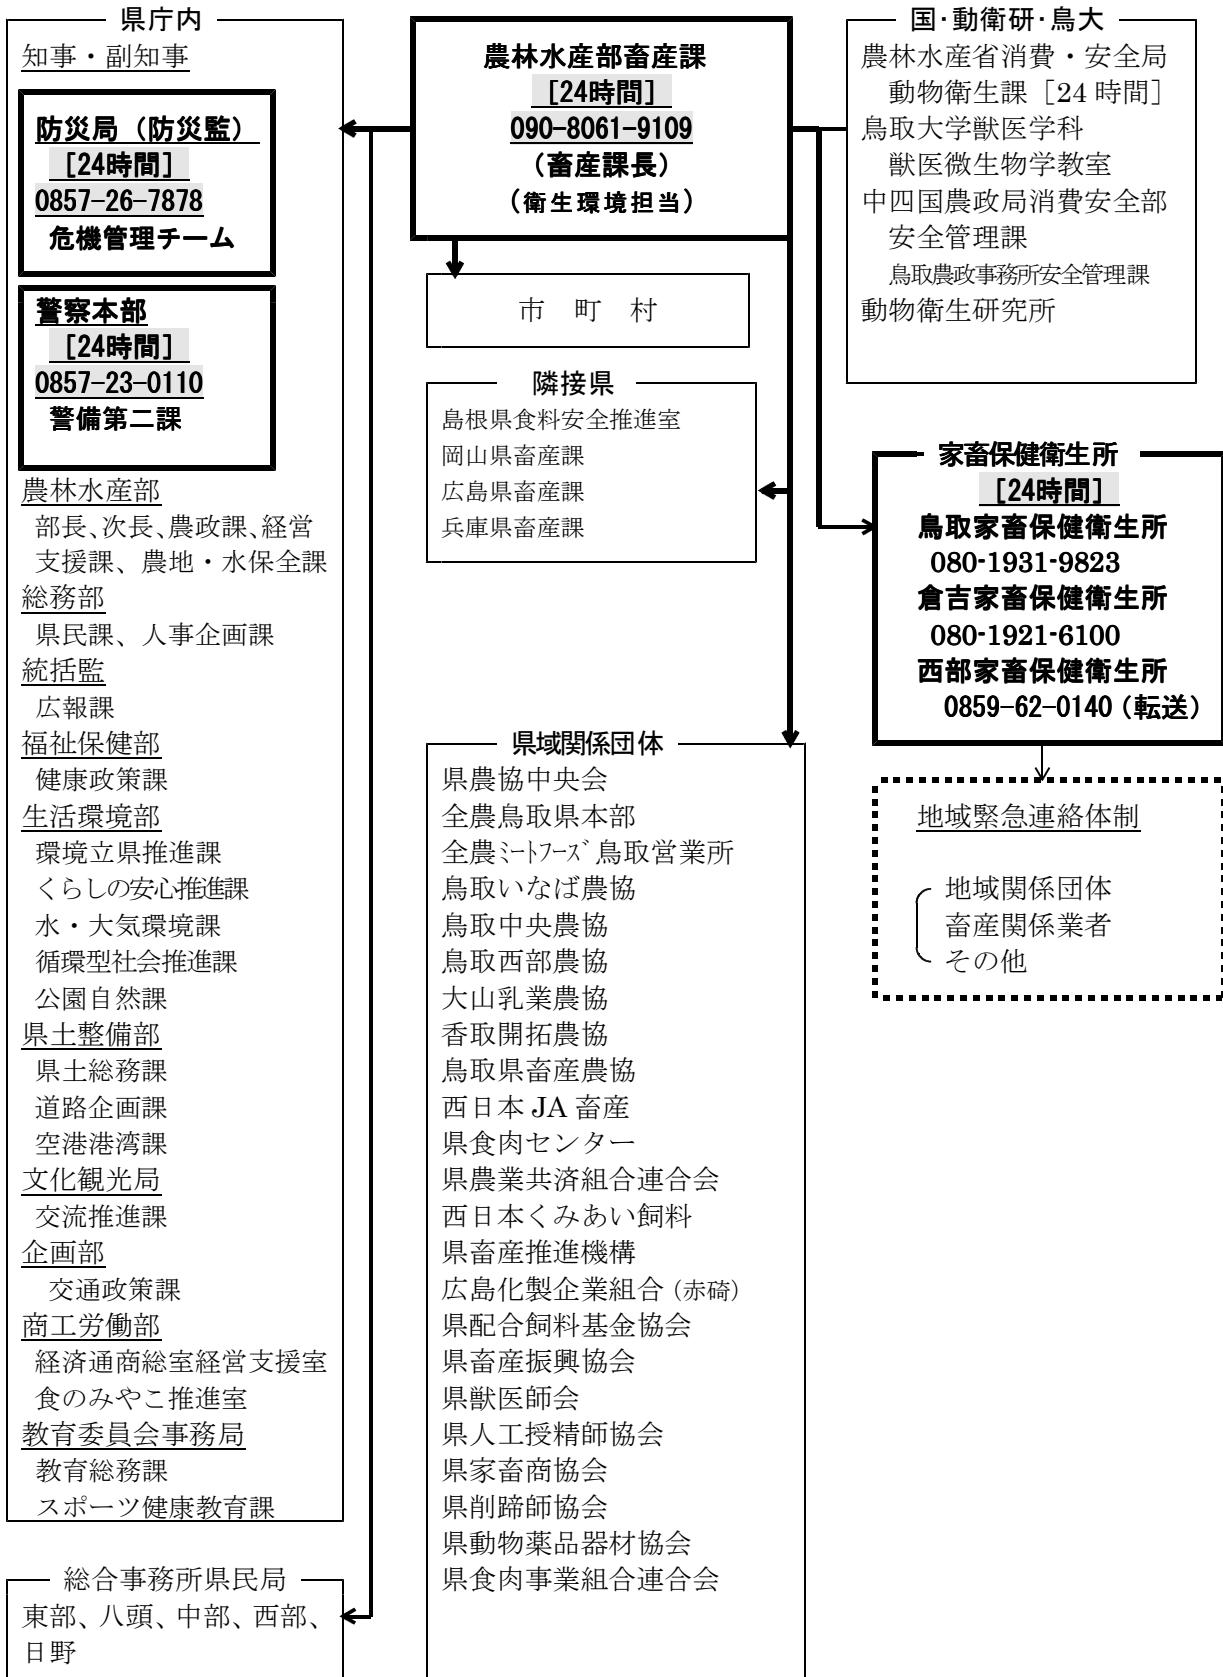 県庁内
知事・副知事
防災局（防災監）
［24時間］
0857-26-7878
危機管理チーム
警察本部
［24時間］
0857-23-0110
警備第二課
農林水産部
部長、次長、農政課、経営
支援課、農地・水保全課
総務部
県民課、人事企画課
統括監
広報課
福祉保健部
健康政策課
生活環境部
環境立県推進課
くらしの安心推進課
水・大気環境課
循環型社会推進課
公園自然課
県土整備部
県土総務課
道路企画課
空港港湾課
文化観光局
交流推進課
企画部
交通政策課
商工労働部
経済通商総室経営支援室
食のみやこ推進室
教育委員会事務局
教育総務課
スポーツ健康教育課
総合事務所県民局
東部、八頭、中部、西部、
日野
農林水産部畜産課
［24時間］
090-8061-9109
（畜産課長）
（衛生環境担当）
市　町　村
隣接県
島根県食料安全推進室
岡山県畜産課
広島県畜産課
兵庫県畜産課
県域関係団体
県農協中央会
全農鳥取県本部
全農ﾐｰﾄﾌｰｽﾞ鳥取営業所
鳥取いなば農協
鳥取中央農協
鳥取西部農協
大山乳業農協
香取開拓農協
鳥取県畜産農協
西日本 JA 畜産
県食肉センター
県農業共済組合連合会
西日本くみあい飼料
県畜産推進機構
広島化製企業組合（赤碕）
県配合飼料基金協会
県畜産振興協会
県獣医師会
県人工授精師協会
県家畜商協会
県削蹄師協会
県動物薬品器材協会
県食肉事業組合連合会
国・動衛研・鳥大
農林水産省消費・安全局
動物衛生課［24 時間］
鳥取大学獣医学科
獣医微生物学教室
中四国農政局消費安全部
安全管理課
鳥取農政事務所安全管理課
動物衛生研究所
家畜保健衛生所
［24時間］
鳥取家畜保健衛生所
080-1931-9823
倉吉家畜保健衛生所
080-1921-6100
西部家畜保健衛生所
0859-62-0140（転送）
地域緊急連絡体制
地域関係団体
畜産関係業者
その他